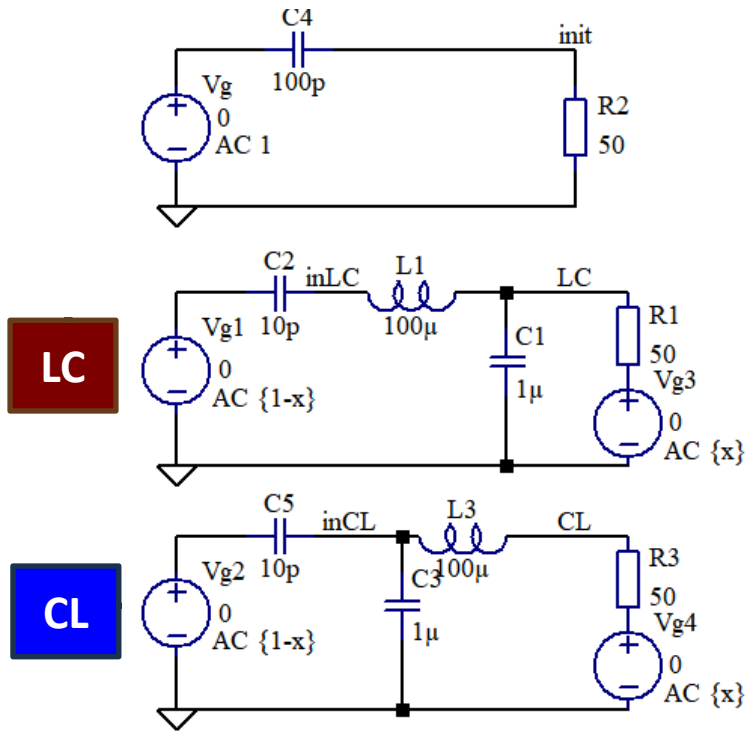 C4
init
100p
Vg
0
AC 1
R2
50
LC
C2
inLC
L1
LC
10p
100µ
Vg1
0
AC {1-x}
C1
1µ
R1
50
Vg3
0
AC {x}
CL
C5
inCL
L3
CL
10p
100µ
Vg2
0
AC {1-x}
C3
1µ
R3
50
Vg4
0
AC {x}